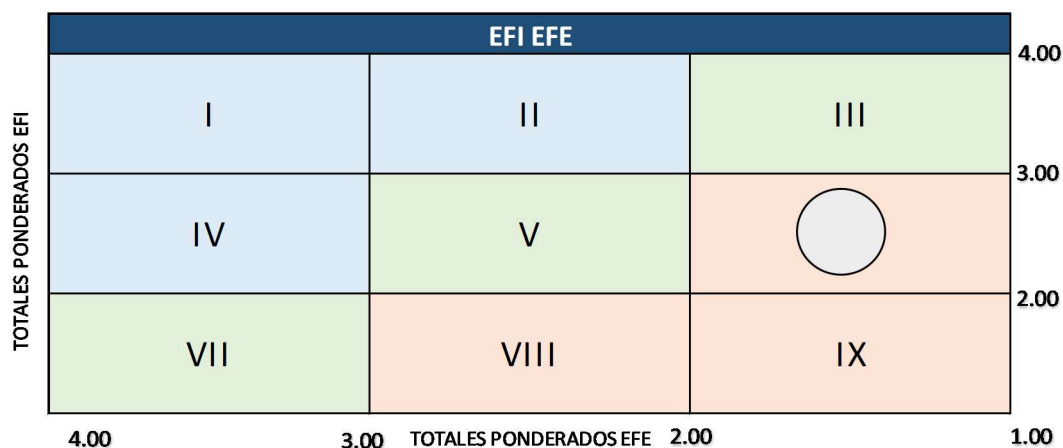 EFI EFE
4.00
I II III
TOTALES PONDERADOS EFI
3.00
IV V
2.00
VII VIII IX
4.00 3.00 TOTALES PONDERADOS EFE 2.00 1.00